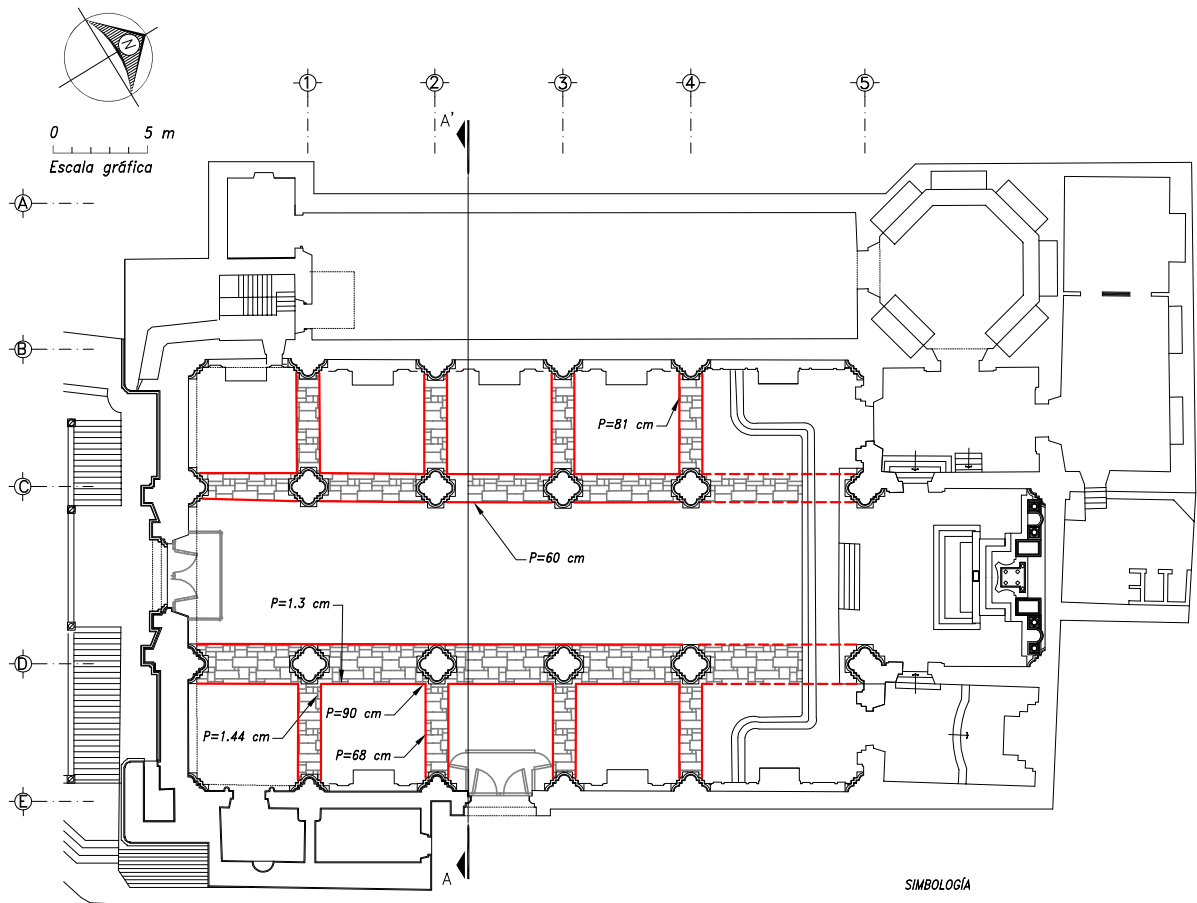 N
1 2 3 4 5
0 5 m
Escala gráfica
A'
A
B
P=81 cm
C
P=60 cm
P=1.3 cm
D
P=90 cm
P=1.44 cm
P=68 cm
E
A
SIMBOLOGÍA